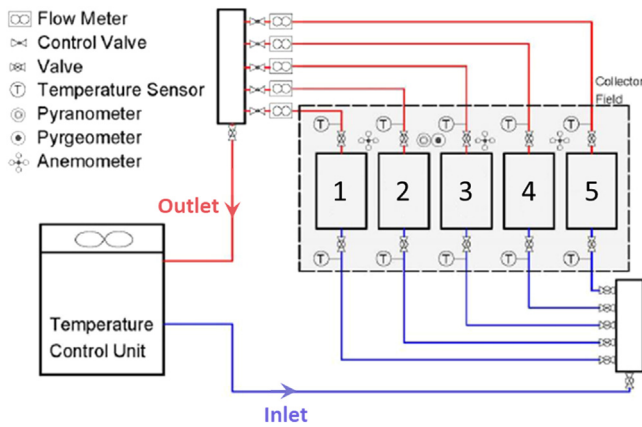 Flow Meter
Control Valve
Valve
T Temperature Sensor
Pyranometer
Pyrgeometer
Anemometer
Collector
Field
T T T T T
1 2 3 4 5
Outlet
T T T T T
Temperature
Control Unit
Inlet